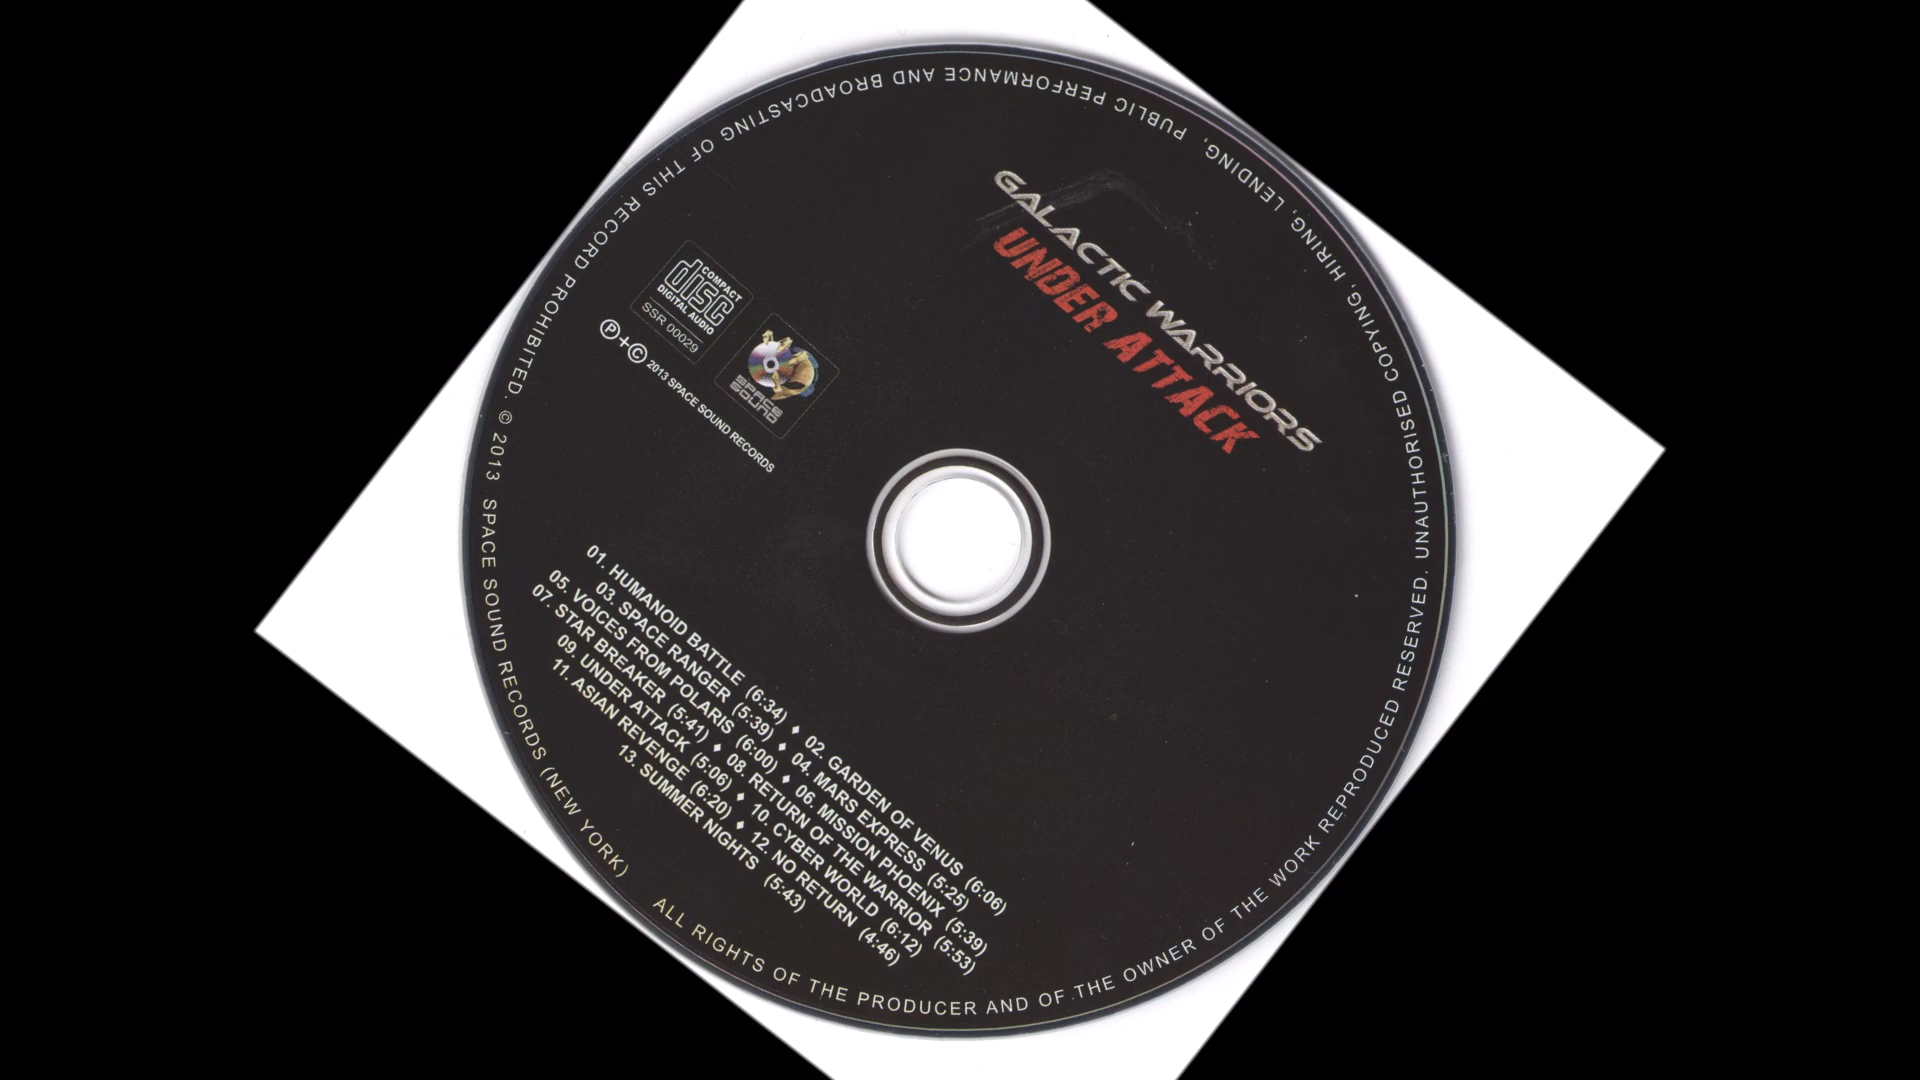 GALACTIC WARRIORS
UNDER ATTACK
COMPACT
disc
DIGITAL AUDIO
SSR 00029
SPACE
SOUND
Ⓟ+© 2013 SPACE SOUND RECORDS
01. HUMANOID BATTLE (6:34) ♦ 02. GARDEN OF VENUS (6:06)
03. SPACE RANGER (5:39) ♦ 04. MARS EXPRESS (5:25)
05. VOICES FROM POLARIS (6:00) ♦ 06. MISSION PHOENIX (5:39)
07. STAR BREAKER (5:41) ♦ 08. RETURN OF THE WARRIOR (5:53)
09. UNDER ATTACK (5:06) ♦ 10. CYBER WORLD (6:12)
11. ASIAN REVENGE (6:20) ♦ 12. NO RETURN (4:46)
13. SUMMER NIGHTS (5:43)
ALL RIGHTS OF THE PRODUCER AND OF THE OWNER OF THE WORK REPRODUCED RESERVED. UNAUTHORISED COPYING, HIRING, LENDING, PUBLIC PERFORMANCE AND BROADCASTING OF THIS RECORD PROHIBITED. © 2013 SPACE SOUND RECORDS (NEW YORK)